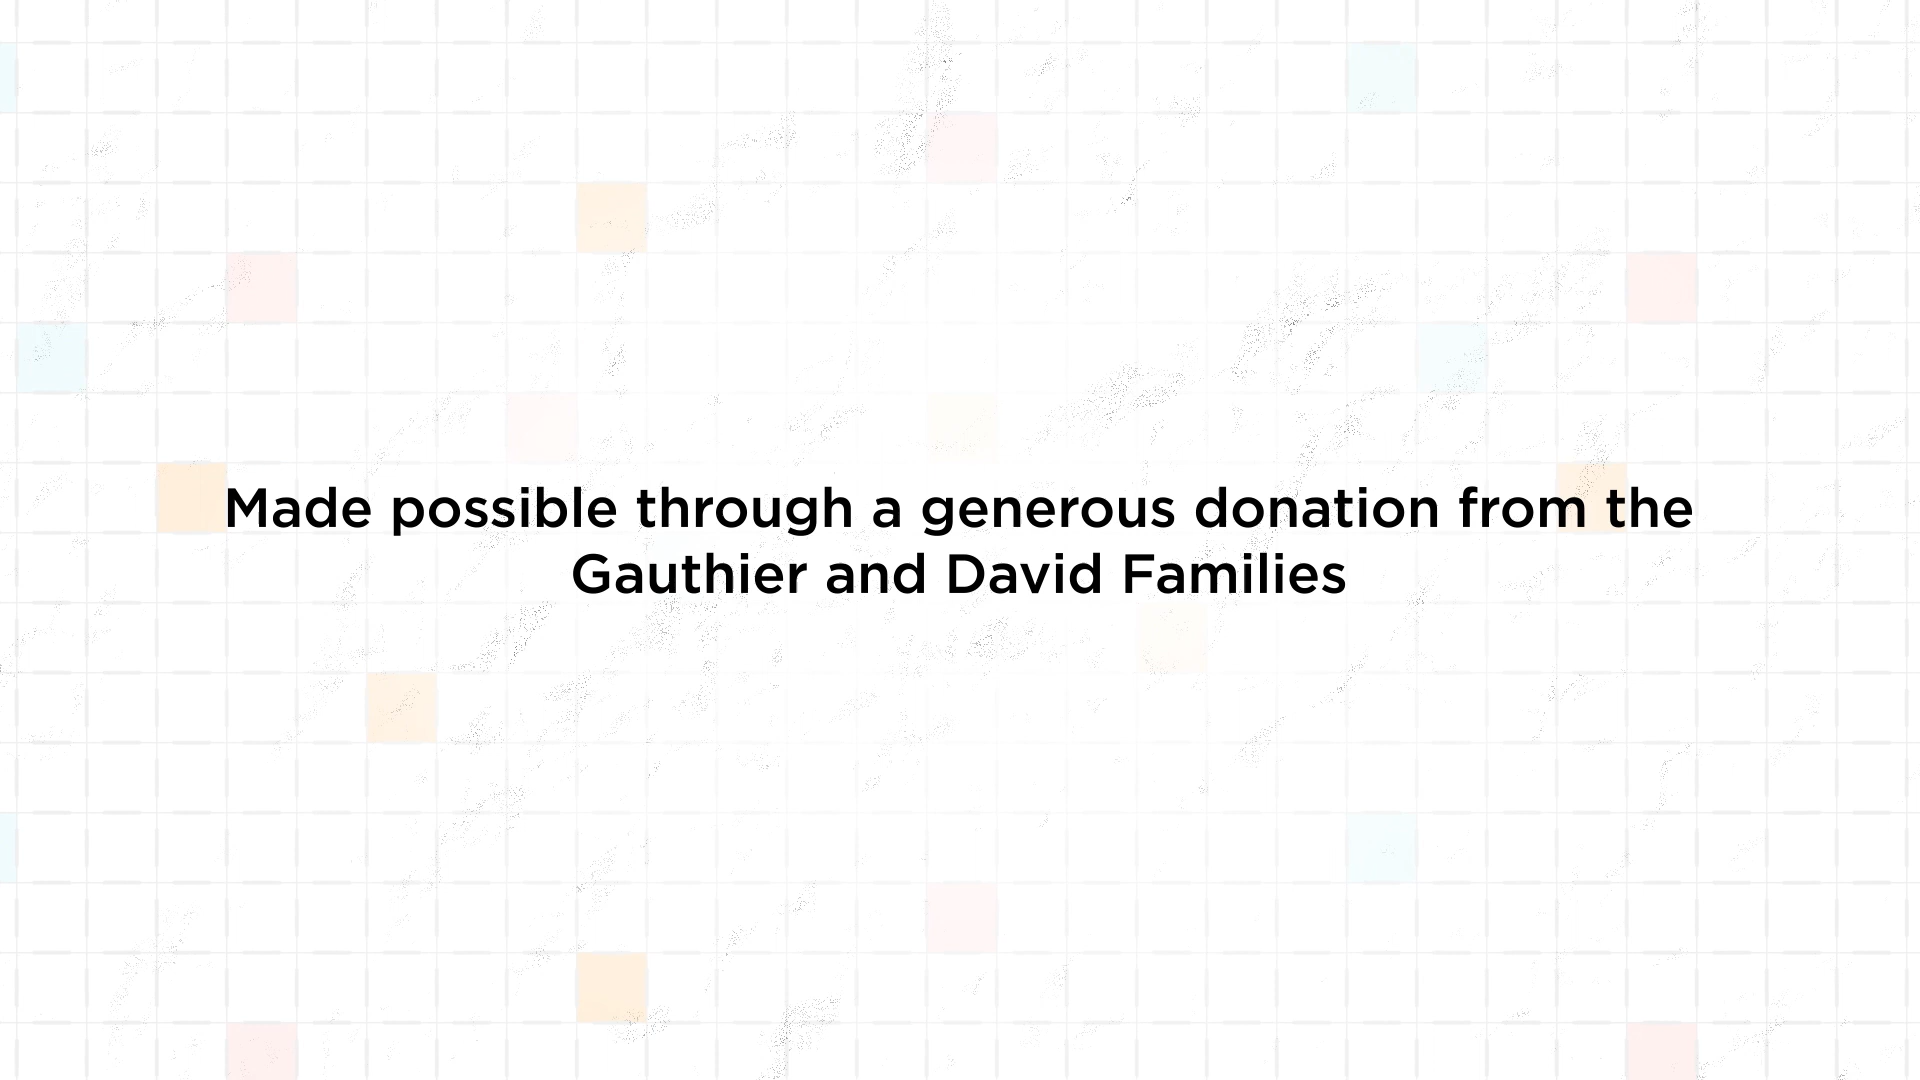 Made possible through a generous donation from the
Gauthier and David Families